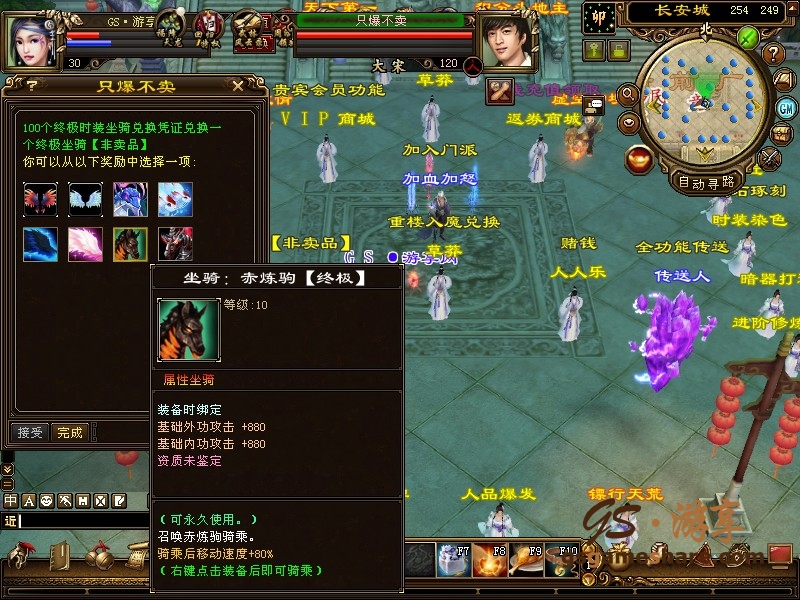 GS·游享
30
只爆不卖
大宋
120
卯
长安城
254 249
北
自动寻路
只爆不卖
100个终极时装坐骑兑换凭证兑换一
个终极坐骑【非卖品】
你可以从以下奖励中选择一项:
接受
完成
坐骑：赤炼驹【终极】
等级:10
属性坐骑
装备时绑定
基础外功攻击 +880
基础内功攻击 +880
资质未鉴定
（可永久使用。）
召唤赤炼驹骑乘。
骑乘后移动速度+80%
（右键点击装备后即可骑乘）
贵宾会员功能
VIP 商城
草莽
返券商城
加入门派
加血加怒
重楼入魔兑换
【非卖品】
草莽
赌钱
人人乐
全功能传送
传送人
时装染色
暗器打
进阶修炼
人品爆发
镖行天荒
GM
中
A
近
F7
F8
F9
F10
GS·游享